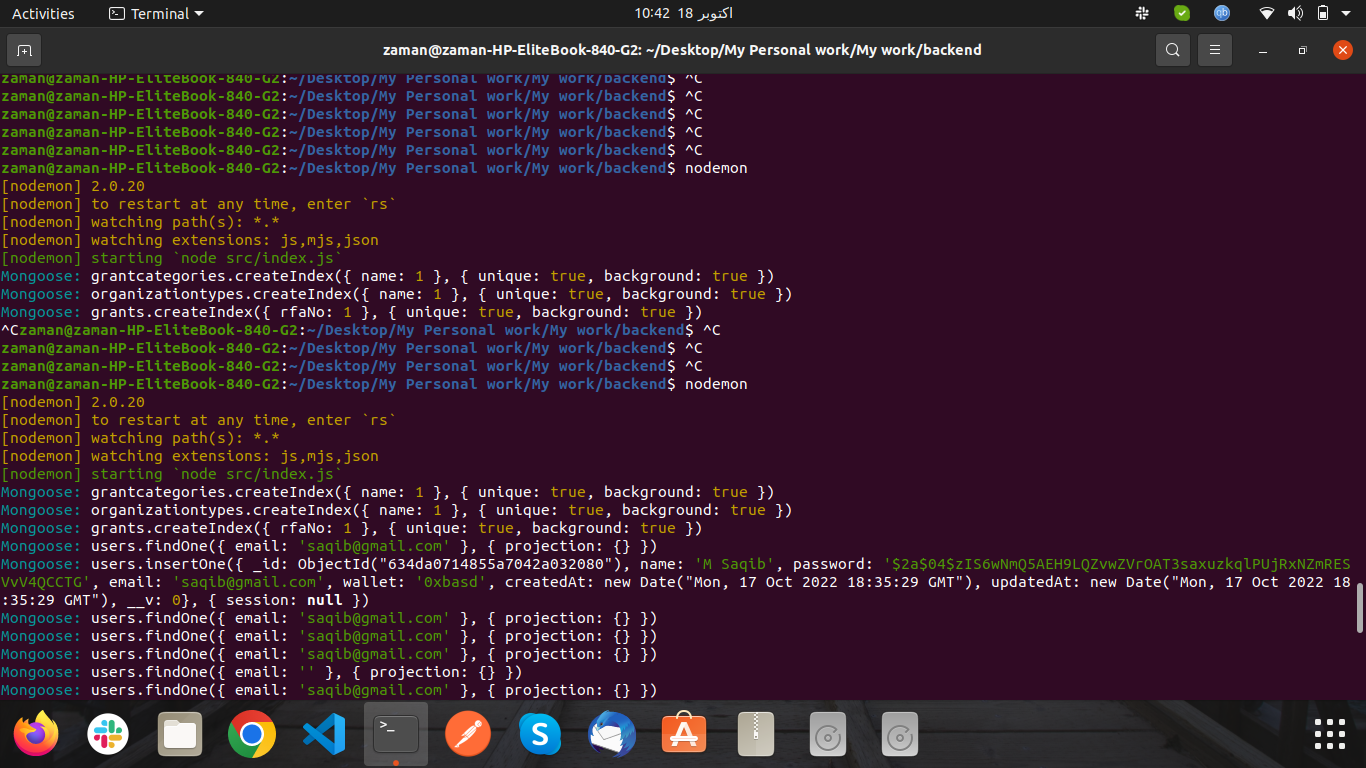 Activities
Terminal
اکتوبر 18 10:42
qb
zaman@zaman-HP-EliteBook-840-G2: ~/Desktop/My Personal work/My work/backend
zaman@zaman-HP-EliteBook-840-G2:~/Desktop/My Personal work/My work/backend$ ^C
zaman@zaman-HP-EliteBook-840-G2:~/Desktop/My Personal work/My work/backend$ ^C
zaman@zaman-HP-EliteBook-840-G2:~/Desktop/My Personal work/My work/backend$ ^C
zaman@zaman-HP-EliteBook-840-G2:~/Desktop/My Personal work/My work/backend$ ^C
zaman@zaman-HP-EliteBook-840-G2:~/Desktop/My Personal work/My work/backend$ ^C
zaman@zaman-HP-EliteBook-840-G2:~/Desktop/My Personal work/My work/backend$ nodemon
[nodemon] 2.0.20
[nodemon] to restart at any time, enter `rs`
[nodemon] watching path(s): *.*
[nodemon] watching extensions: js,mjs,json
[nodemon] starting `node src/index.js`
Mongoose: grantcategories.createIndex({ name: 1 }, { unique: true, background: true })
Mongoose: organizationtypes.createIndex({ name: 1 }, { unique: true, background: true })
Mongoose: grants.createIndex({ rfaNo: 1 }, { unique: true, background: true })
^Czaman@zaman-HP-EliteBook-840-G2:~/Desktop/My Personal work/My work/backend$ ^C
zaman@zaman-HP-EliteBook-840-G2:~/Desktop/My Personal work/My work/backend$ ^C
zaman@zaman-HP-EliteBook-840-G2:~/Desktop/My Personal work/My work/backend$ ^C
zaman@zaman-HP-EliteBook-840-G2:~/Desktop/My Personal work/My work/backend$ nodemon
[nodemon] 2.0.20
[nodemon] to restart at any time, enter `rs`
[nodemon] watching path(s): *.*
[nodemon] watching extensions: js,mjs,json
[nodemon] starting `node src/index.js`
Mongoose: grantcategories.createIndex({ name: 1 }, { unique: true, background: true })
Mongoose: organizationtypes.createIndex({ name: 1 }, { unique: true, background: true })
Mongoose: grants.createIndex({ rfaNo: 1 }, { unique: true, background: true })
Mongoose: users.findOne({ email: 'saqib@gmail.com' }, { projection: {} })
Mongoose: users.insertOne({ _id: ObjectId("634da0714855a7042a032080"), name: 'M Saqib', password: '$2a$04$zIS6wNmQ5AEH9LQZvwZVrOAT3saxuzkqlPUjRxNZmRES
VvV4QCCTG', email: 'saqib@gmail.com', wallet: '0xbasd', createdAt: new Date("Mon, 17 Oct 2022 18:35:29 GMT"), updatedAt: new Date("Mon, 17 Oct 2022 18
:35:29 GMT"), __v: 0}, { session: null })
Mongoose: users.findOne({ email: 'saqib@gmail.com' }, { projection: {} })
Mongoose: users.findOne({ email: 'saqib@gmail.com' }, { projection: {} })
Mongoose: users.findOne({ email: 'saqib@gmail.com' }, { projection: {} })
Mongoose: users.findOne({ email: '' }, { projection: {} })
Mongoose: users.findOne({ email: 'saqib@gmail.com' }, { projection: {} })